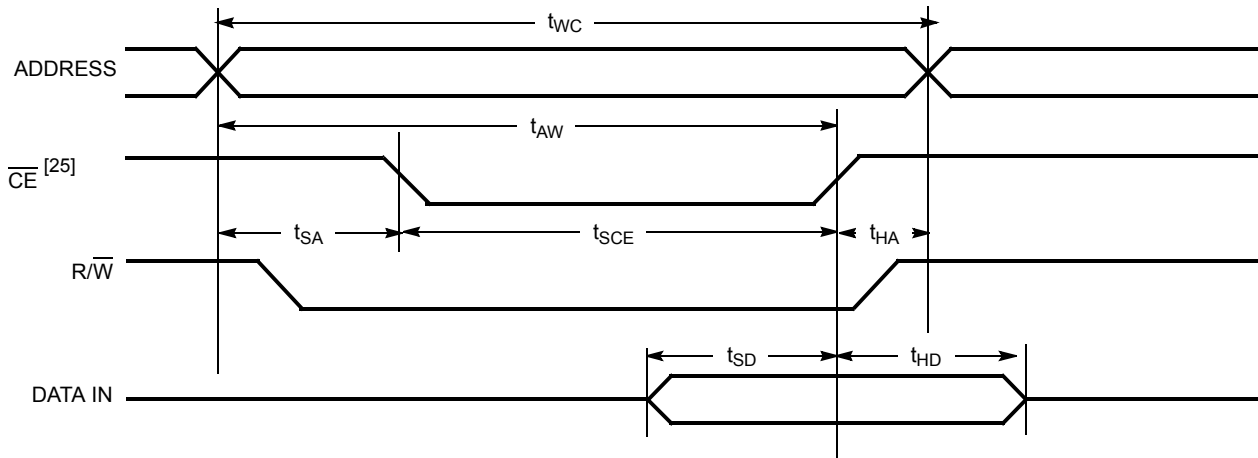 tWC
ADDRESS
tAW
CE [25]
tSA
tSCE
tHA
R/W
tSD
tHD
DATA IN